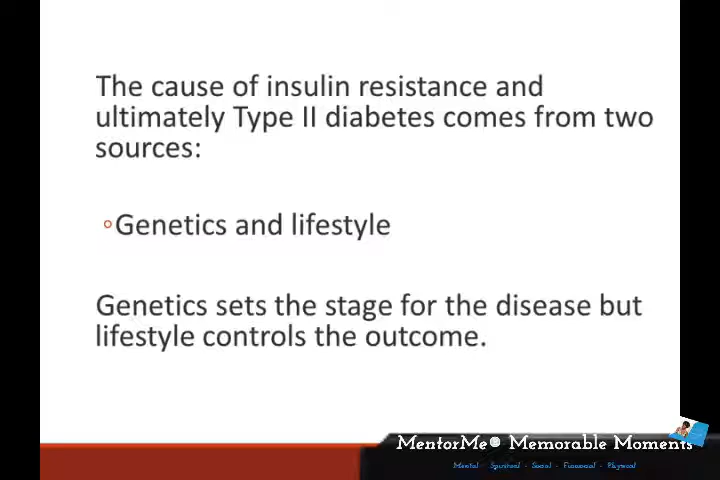 The cause of insulin resistance and
ultimately Type II diabetes comes from two
sources:
Genetics and lifestyle
Genetics sets the stage for the disease but
lifestyle controls the outcome.
MentorMe® Memorable Moments
Mental - Spiritual - Social - Financial - Physical